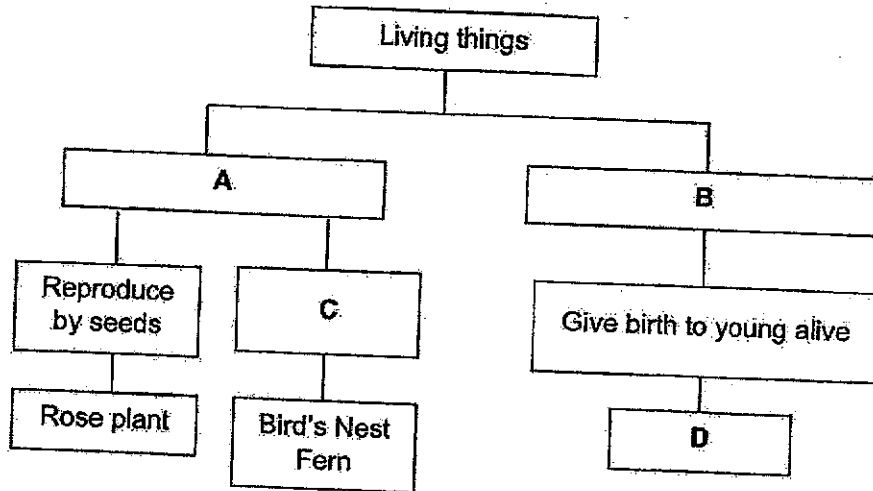 Living things
A
B
Reproduce
by seeds
C
Give birth to young alive
Rose plant
Bird's Nest
Fern
D